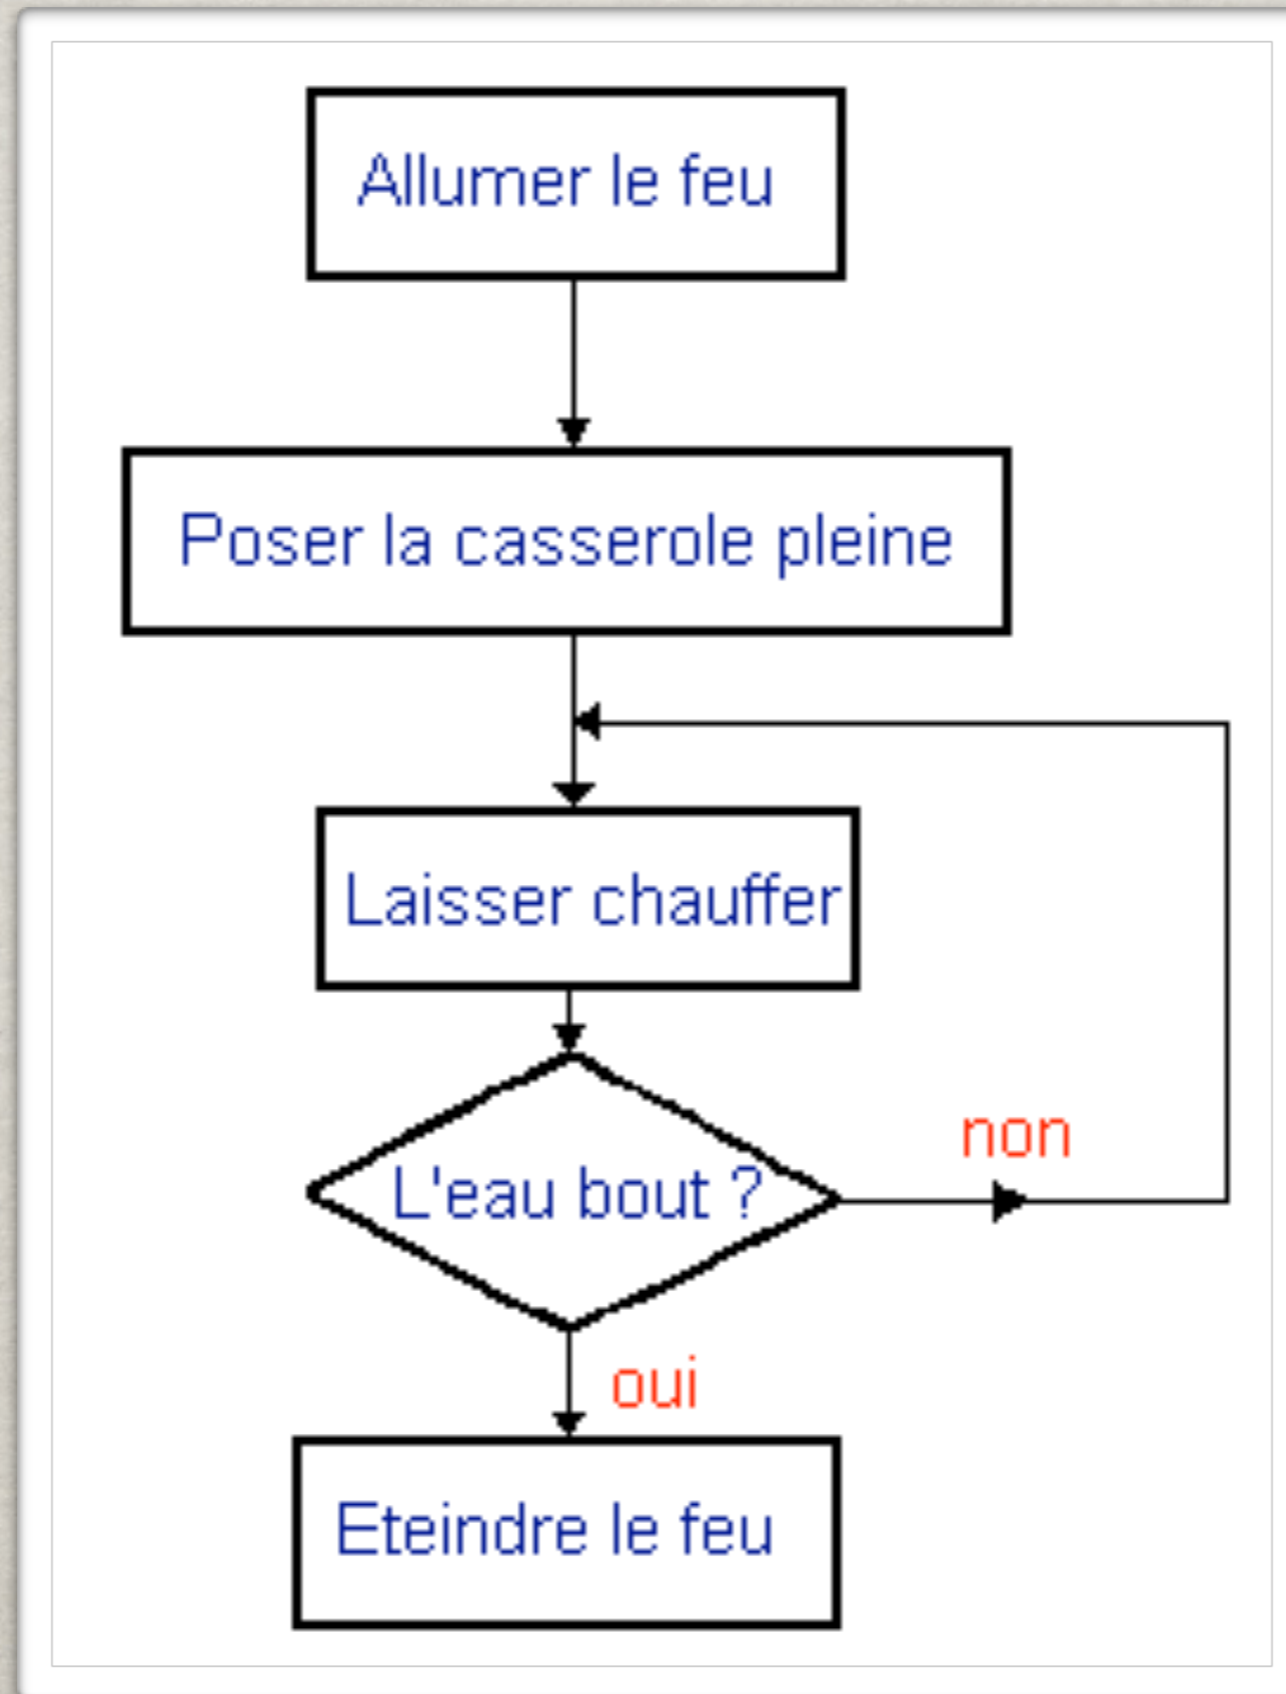 Allumer le feu
Poser la casserole pleine
Laisser chauffer
L'eau bout ?
non
oui
Eteindre le feu